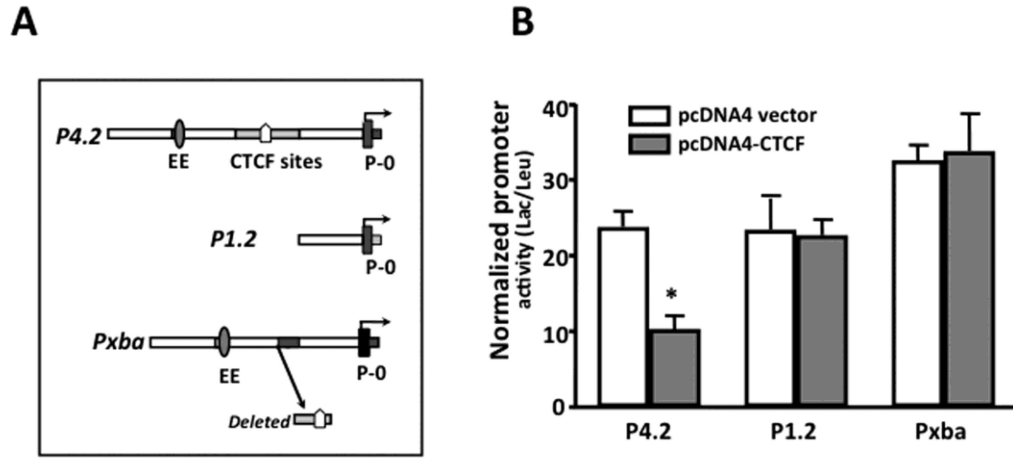 A
P4.2
EE
CTCF sites
P-0
P1.2
P-0
Pxba
EE
P-0
Deleted
B
Normalized promoter
activity (Lac/Leu)
40
30
20
10
0
pcDNA4 vector
pcDNA4-CTCF
*
P4.2
P1.2
Pxba